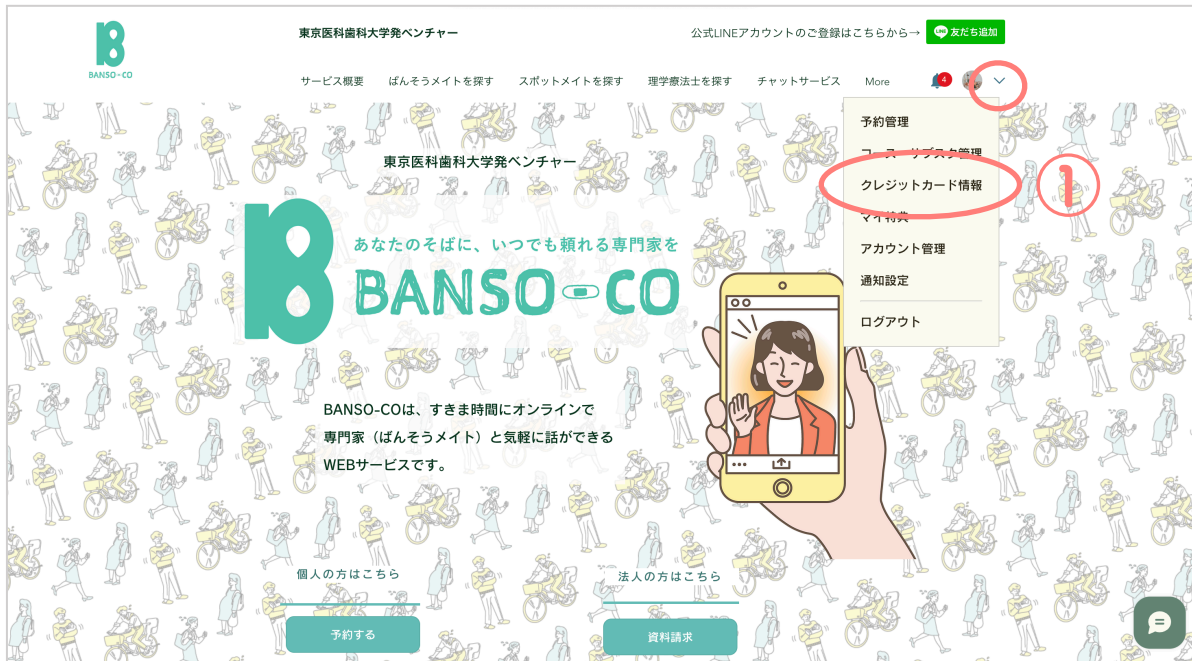 東京医科歯科大学発ベンチャー
公式LINEアカウントのご登録はこちらから→
LINE 友だち追加
BANSO-CO
サービス概要 ばんそうメイトを探す スポットメイトを探す 理学療法士を探す チャットサービス More 4
予約管理
コース・サブスク管理
クレジットカード情報
①
マイ特典
アカウント管理
通知設定
ログアウト
東京医科歯科大学発ベンチャー
あなたのそばに、いつでも頼れる専門家を
BANSO-CO
BANSO-COは、すきま時間にオンラインで
専門家（ばんそうメイト）と気軽に話ができる
WEBサービスです。
個人の方はこちら
予約する
法人の方はこちら
資料請求